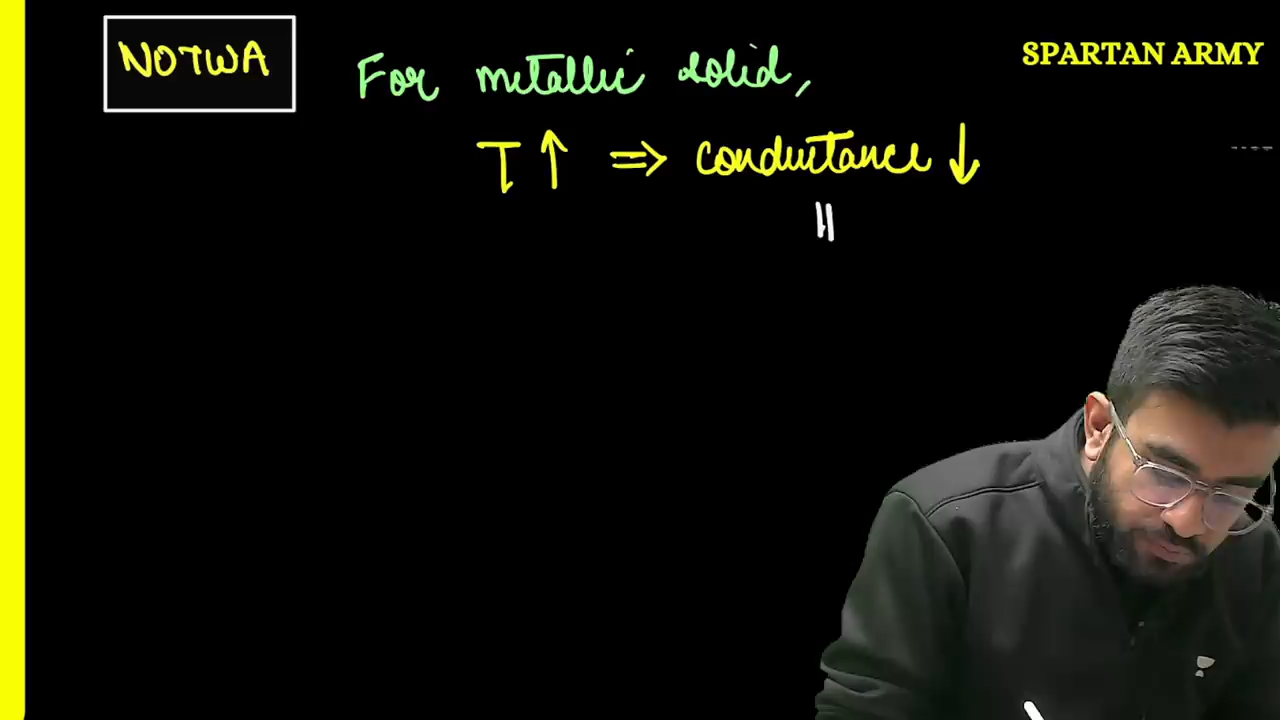 NOTWA
For metallic solid,
SPARTAN ARMY
T ↑ ⇒ conductance ↓
||